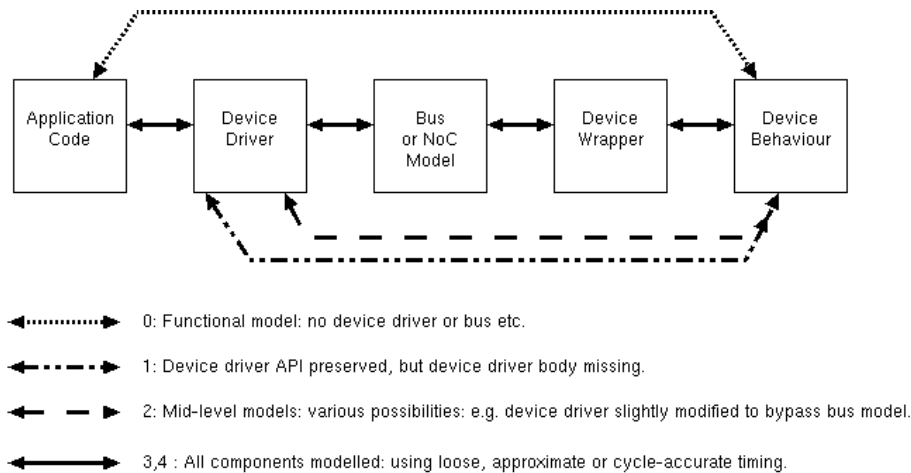 Application
Code
Device
Driver
Bus
or NoC
Model
Device
Wrapper
Device
Behaviour
0: Functional model: no device driver or bus etc.
1: Device driver API preserved, but device driver body missing.
2: Mid-level models: various possibilities: e.g. device driver slightly modified to bypass bus model.
3,4 : All components modelled: using loose, approximate or cycle-accurate timing.